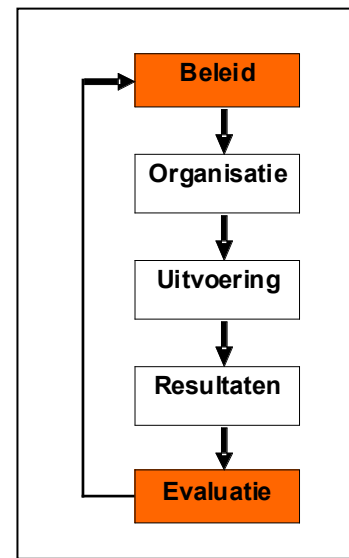 Beleid
Organisatie
Uitvoering
Resultaten
Evaluatie